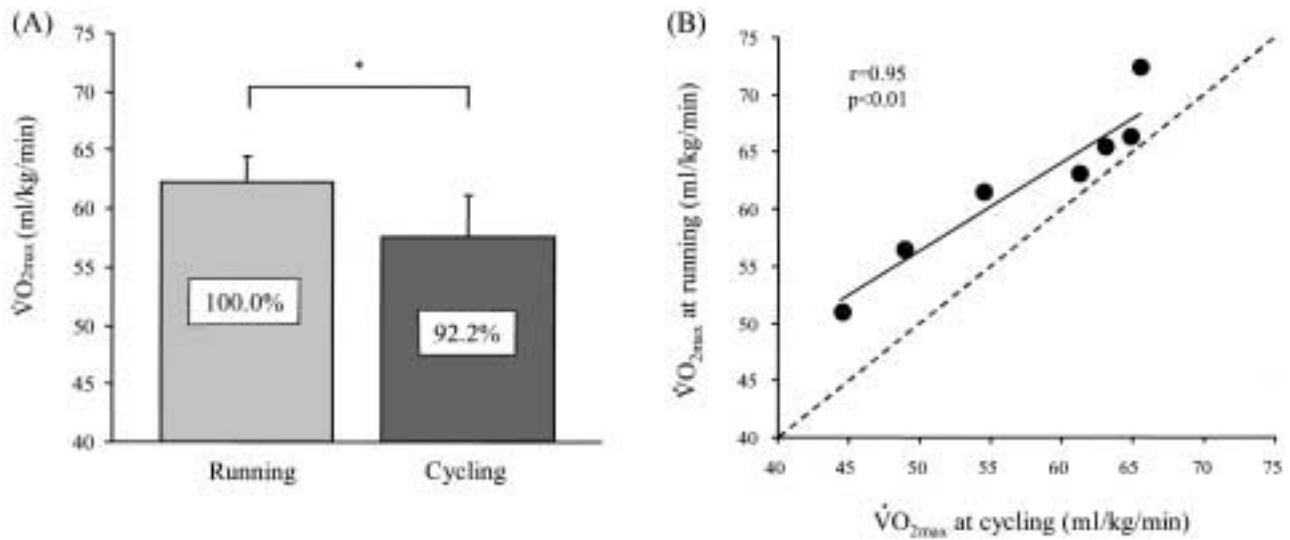 (A)
V̇O₂max (ml/kg/min)
75
70
65
60
55
50
45
40
*
100.0%
92.2%
Running
Cycling
(B)
V̇O₂max at running (ml/kg/min)
75
70
65
60
55
50
45
40
r=0.95
p<0.01
40 45 50 55 60 65 70 75
V̇O₂max at cycling (ml/kg/min)